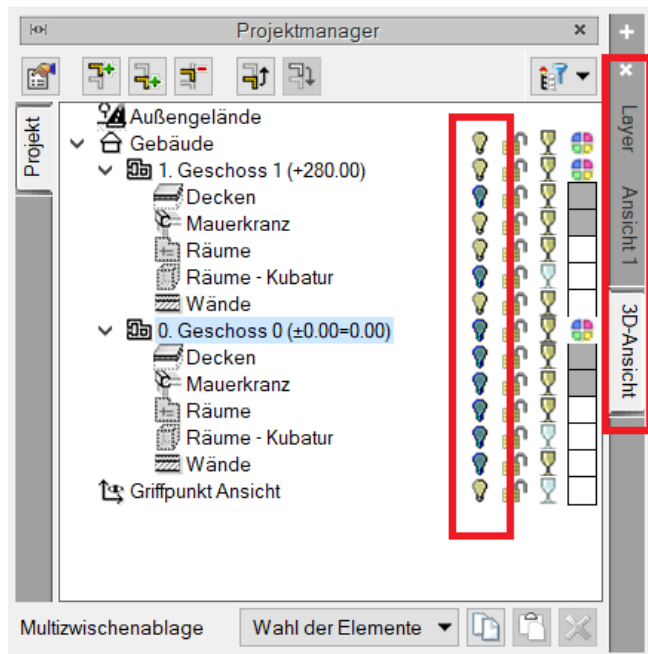 Projektmanager
Projekt
Außengelände
Gebäude
1. Geschoss 1 (+280.00)
Decken
Mauerkranz
Räume
Räume - Kubatur
Wände
0. Geschoss 0 (±0.00=0.00)
Decken
Mauerkranz
Räume
Räume - Kubatur
Wände
Griffpunkt Ansicht
Layer
Ansicht 1
3D-Ansicht
Multizwischenablage
Wahl der Elemente